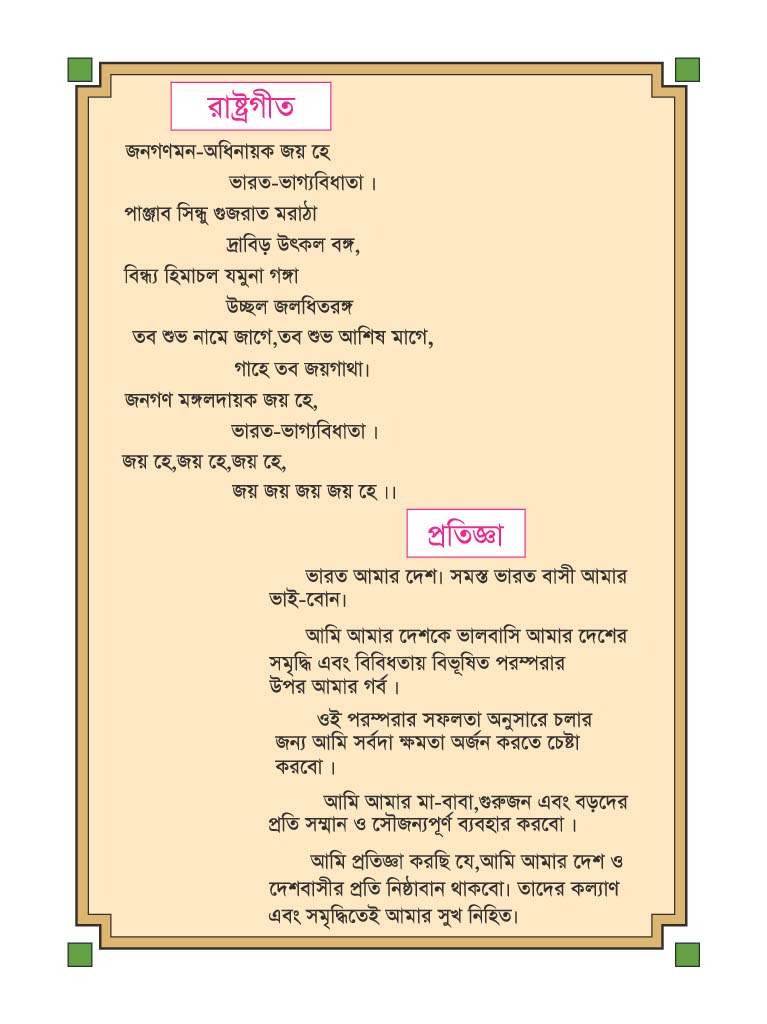 রাষ্ট্রগীত
জনগণমন-অধিনায়ক জয় হে
ভারত-ভাগ্যবিধাতা ।
পাঞ্জাব সিন্ধু গুজরাত মরাঠা
দ্রাবিড় উৎকল বঙ্গ,
বিন্ধ্য হিমাচল যমুনা গঙ্গা
উচ্ছল জলধিতরঙ্গ
তব শুভ নামে জাগে,তব শুভ আশিষ মাগে,
গাহে তব জয়গাথা।
জনগণ মঙ্গলদায়ক জয় হে,
ভারত-ভাগ্যবিধাতা ।
জয় হে,জয় হে,জয় হে,
জয় জয় জয় জয় হে ।।
প্রতিজ্ঞা
ভারত আমার দেশ। সমস্ত ভারত বাসী আমার
ভাই-বোন।
আমি আমার দেশকে ভালবাসি আমার দেশের
সমৃদ্ধি এবং বিবিধতায় বিভূষিত পরম্পরার
উপর আমার গর্ব ।
ওই পরম্পরার সফলতা অনুসারে চলার
জন্য আমি সর্বদা ক্ষমতা অর্জন করতে চেষ্টা
করবো ।
আমি আমার মা-বাবা,গুরুজন এবং বড়দের
প্রতি সম্মান ও সৌজন্যপূর্ণ ব্যবহার করবো ।
আমি প্রতিজ্ঞা করছি যে,আমি আমার দেশ ও
দেশবাসীর প্রতি নিষ্ঠাবান থাকবো। তাদের কল্যাণ
এবং সমৃদ্ধিতেই আমার সুখ নিহিত।